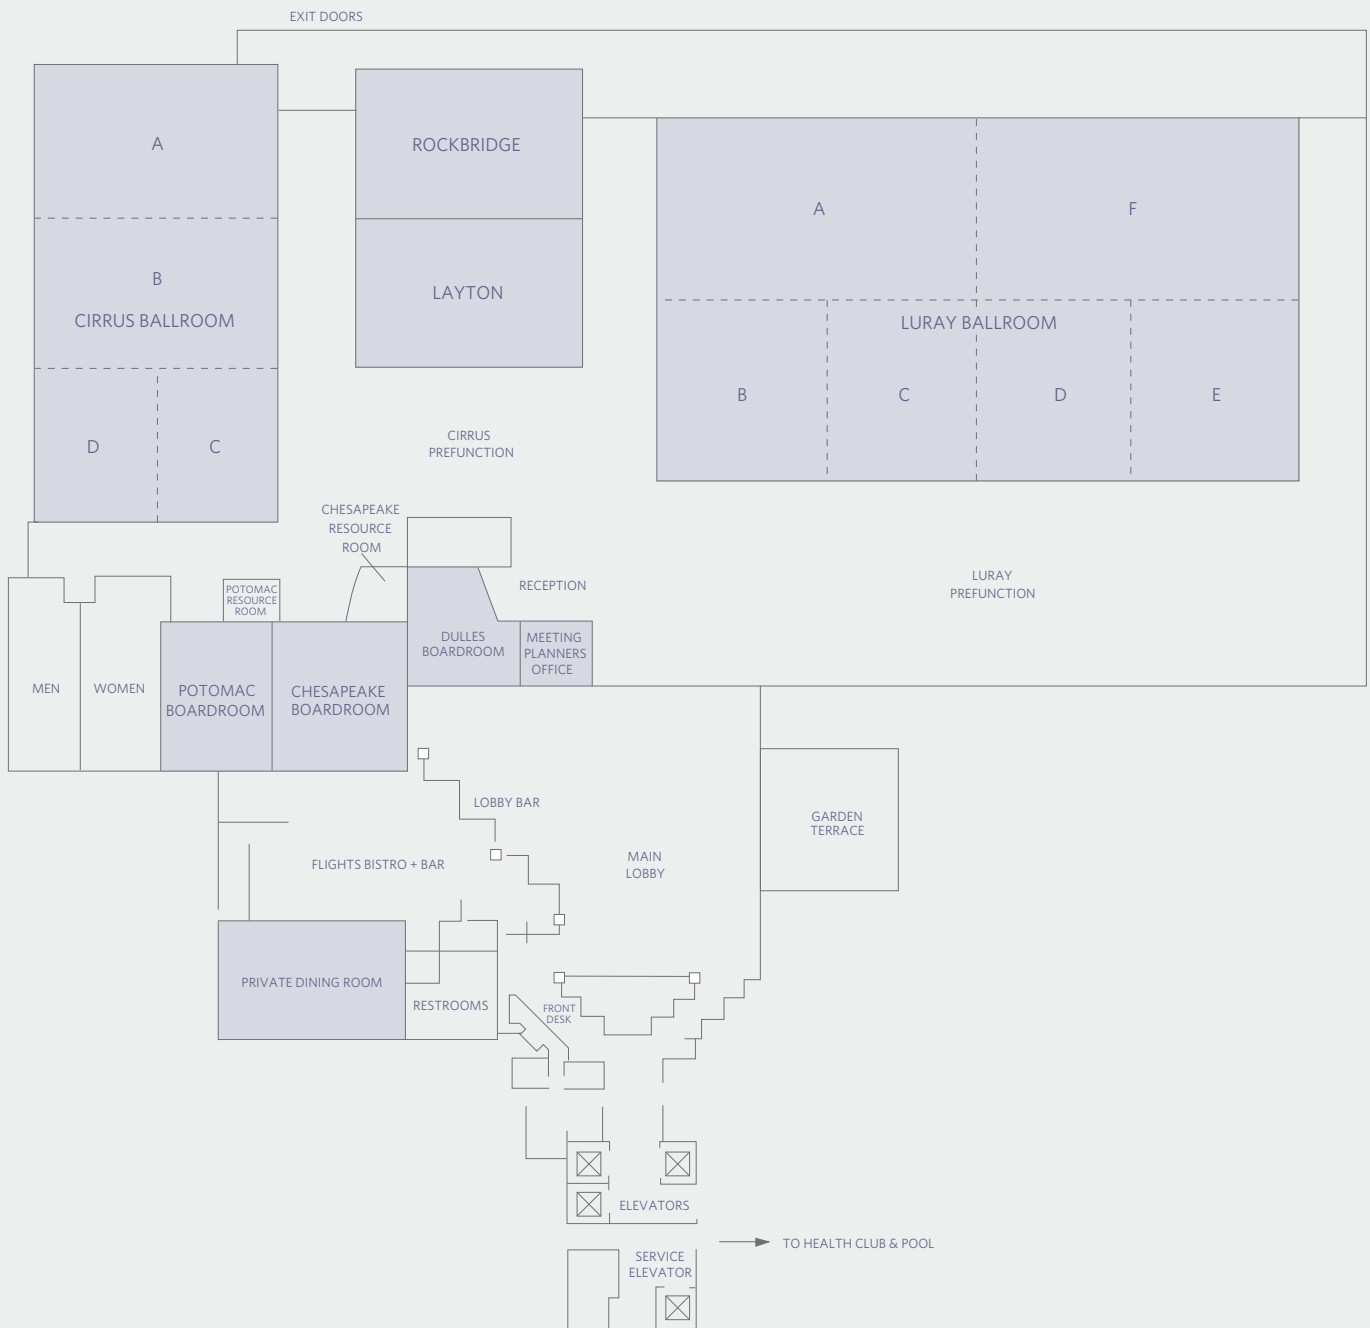 EXIT DOORS
A
ROCKBRIDGE
A
F
B
CIRRUS BALLROOM
LAYTON
LURAY BALLROOM
B
C
D
E
D
C
CIRRUS
PREFUNCTION
CHESAPEAKE
RESOURCE
ROOM
POTOMAC
RESOURCE
ROOM
RECEPTION
LURAY
PREFUNCTION
DULLES
BOARDROOM
MEETING
PLANNERS
OFFICE
MEN
WOMEN
POTOMAC
BOARDROOM
CHESAPEAKE
BOARDROOM
LOBBY BAR
GARDEN
TERRACE
FLIGHTS BISTRO + BAR
MAIN
LOBBY
PRIVATE DINING ROOM
RESTROOMS
FRONT
DESK
ELEVATORS
TO HEALTH CLUB & POOL
SERVICE
ELEVATOR